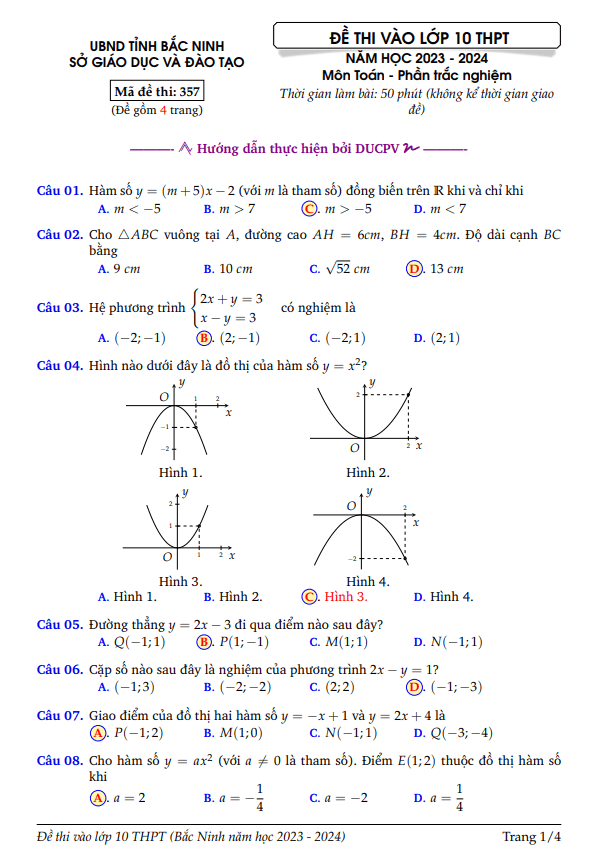 UBND TỈNH BẮC NINH
SỞ GIÁO DỤC VÀ ĐÀO TẠO
Mã đề thi: 357
(Đề gồm 4 trang)
ĐỀ THI VÀO LỚP 10 THPT
NĂM HỌC 2023 - 2024
Môn Toán - Phần trắc nghiệm
Thời gian làm bài: 50 phút (không kể thời gian giao
đề)
Hướng dẫn thực hiện bởi DUCPV
Câu 01. Hàm số y = (m + 5)x − 2 (với m là tham số) đồng biến trên ℝ khi và chỉ khi
A. m < −5 B. m > 7 C. m > −5 D. m < 7
Câu 02. Cho △ABC vuông tại A, đường cao AH = 6cm, BH = 4cm. Độ dài cạnh BC
bằng
A. 9 cm B. 10 cm C. √52 cm D. 13 cm
Câu 03. Hệ phương trình { 2x + y = 3
x − y = 3 có nghiệm là
A. (−2; −1) B. (2; −1) C. (−2; 1) D. (2; 1)
Câu 04. Hình nào dưới đây là đồ thị của hàm số y = x²?
y
O 1 2 x
−1
−2
Hình 1.
y
2
O 2 x
Hình 2.
y
2
1
O 1 2 x
Hình 3.
y
O 2 x
−2
Hình 4.
A. Hình 1. B. Hình 2. C. Hình 3. D. Hình 4.
Câu 05. Đường thẳng y = 2x − 3 đi qua điểm nào sau đây?
A. Q(−1; 1) B. P(1; −1) C. M(1; 1) D. N(−1; 1)
Câu 06. Cặp số nào sau đây là nghiệm của phương trình 2x − y = 1?
A. (−1; 3) B. (−2; −2) C. (2; 2) D. (−1; −3)
Câu 07. Giao điểm của đồ thị hai hàm số y = −x + 1 và y = 2x + 4 là
A. P(−1; 2) B. M(1; 0) C. N(−1; 1) D. Q(−3; −4)
Câu 08. Cho hàm số y = ax² (với a ≠ 0 là tham số). Điểm E(1; 2) thuộc đồ thị hàm số
khi
A. a = 2 B. a = −1/4 C. a = −2 D. a = 1/4
Đề thi vào lớp 10 THPT (Bắc Ninh năm học 2023 - 2024) Trang 1/4